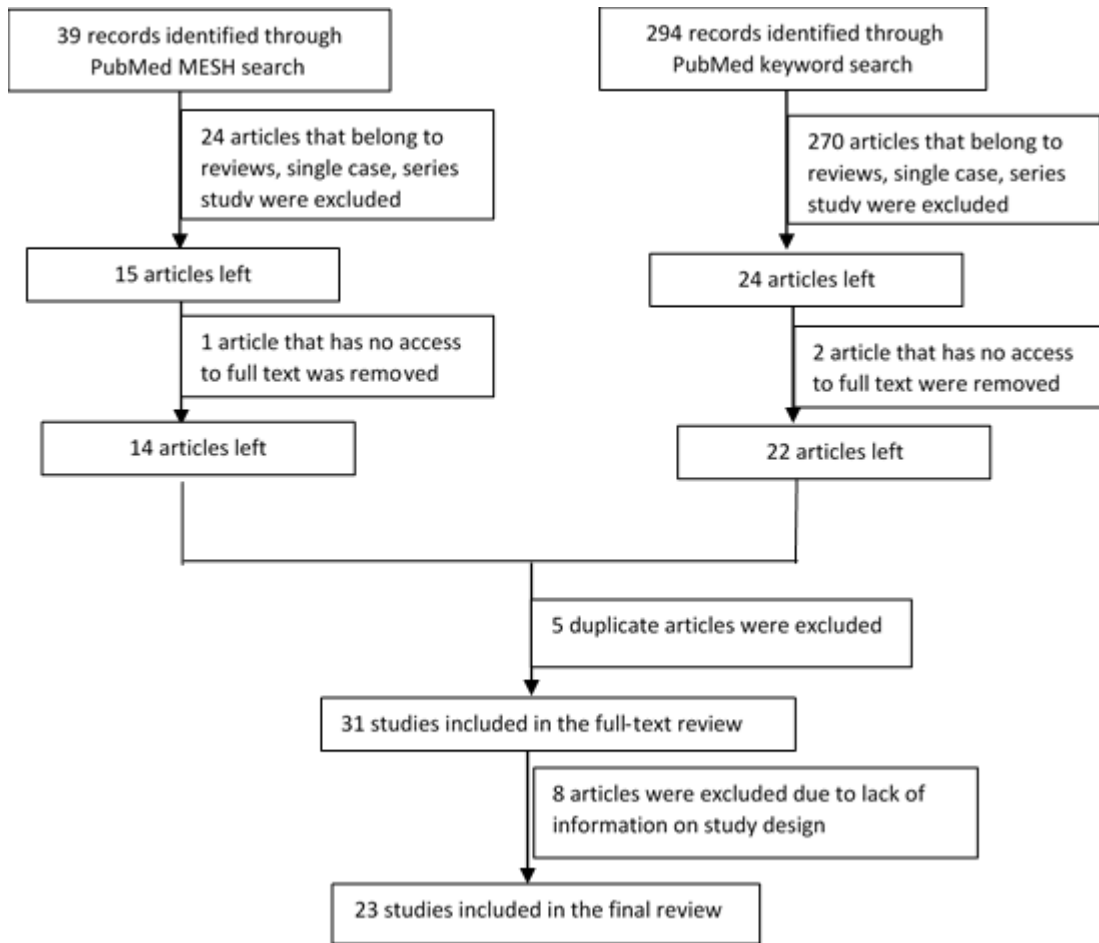 39 records identified through
PubMed MESH search
294 records identified through
PubMed keyword search
24 articles that belong to
reviews, single case, series
study were excluded
270 articles that belong to
reviews, single case, series
study were excluded
15 articles left
24 articles left
1 article that has no access
to full text was removed
2 article that has no access
to full text were removed
14 articles left
22 articles left
5 duplicate articles were excluded
31 studies included in the full-text review
8 articles were excluded due to lack of
information on study design
23 studies included in the final review